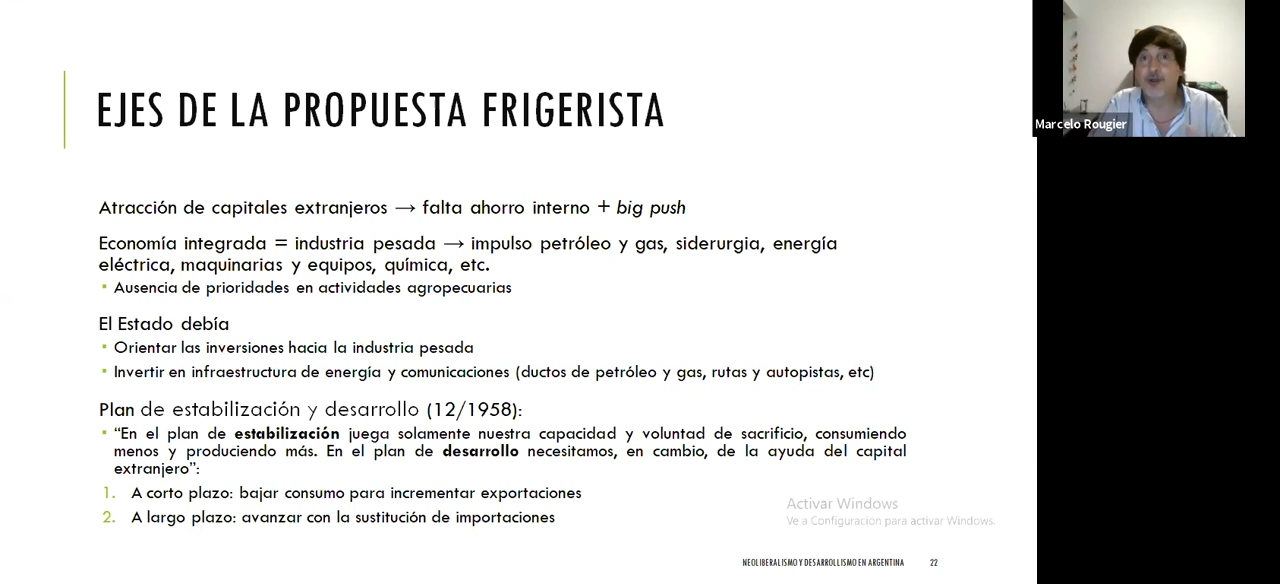 EJES DE LA PROPUESTA FRIGERISTA
Marcelo Rougier
Atracción de capitales extranjeros → falta ahorro interno + big push
Economía integrada = industria pesada → impulso petróleo y gas, siderurgia, energía
eléctrica, maquinarias y equipos, química, etc.
▪ Ausencia de prioridades en actividades agropecuarias
El Estado debía
▪ Orientar las inversiones hacia la industria pesada
▪ Invertir en infraestructura de energía y comunicaciones (ductos de petróleo y gas, rutas y autopistas, etc)
Plan de estabilización y desarrollo (12/1958):
▪ “En el plan de estabilización juega solamente nuestra capacidad y voluntad de sacrificio, consumiendo
menos y produciendo más. En el plan de desarrollo necesitamos, en cambio, de la ayuda del capital
extranjero”:
1. A corto plazo: bajar consumo para incrementar exportaciones
2. A largo plazo: avanzar con la sustitución de importaciones
Activar Windows
Ve a Configuración para activar Windows.
NEOLIBERALISMO Y DESARROLLISMO EN ARGENTINA 22